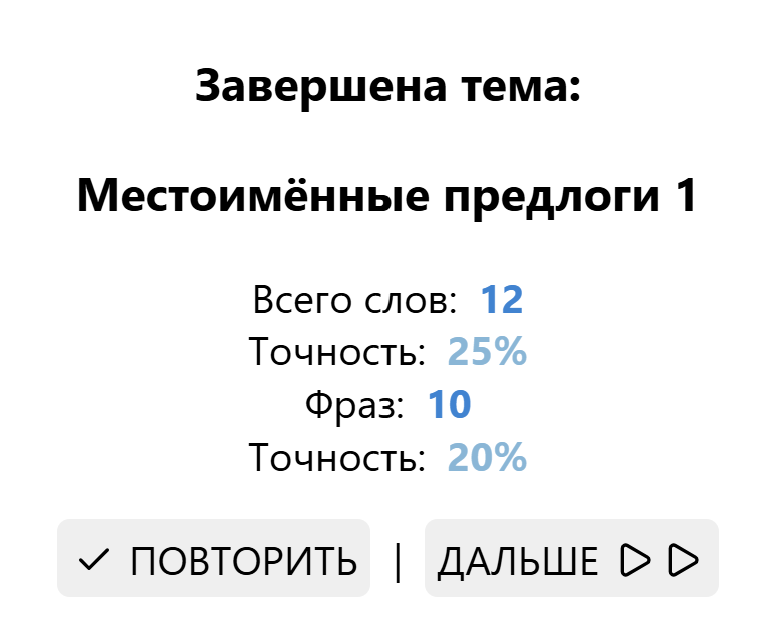 Завершена тема:
Местоимённые предлоги 1
Всего слов: 12
Точность: 25%
Фраз: 10
Точность: 20%
ПОВТОРИТЬ | ДАЛЬШЕ